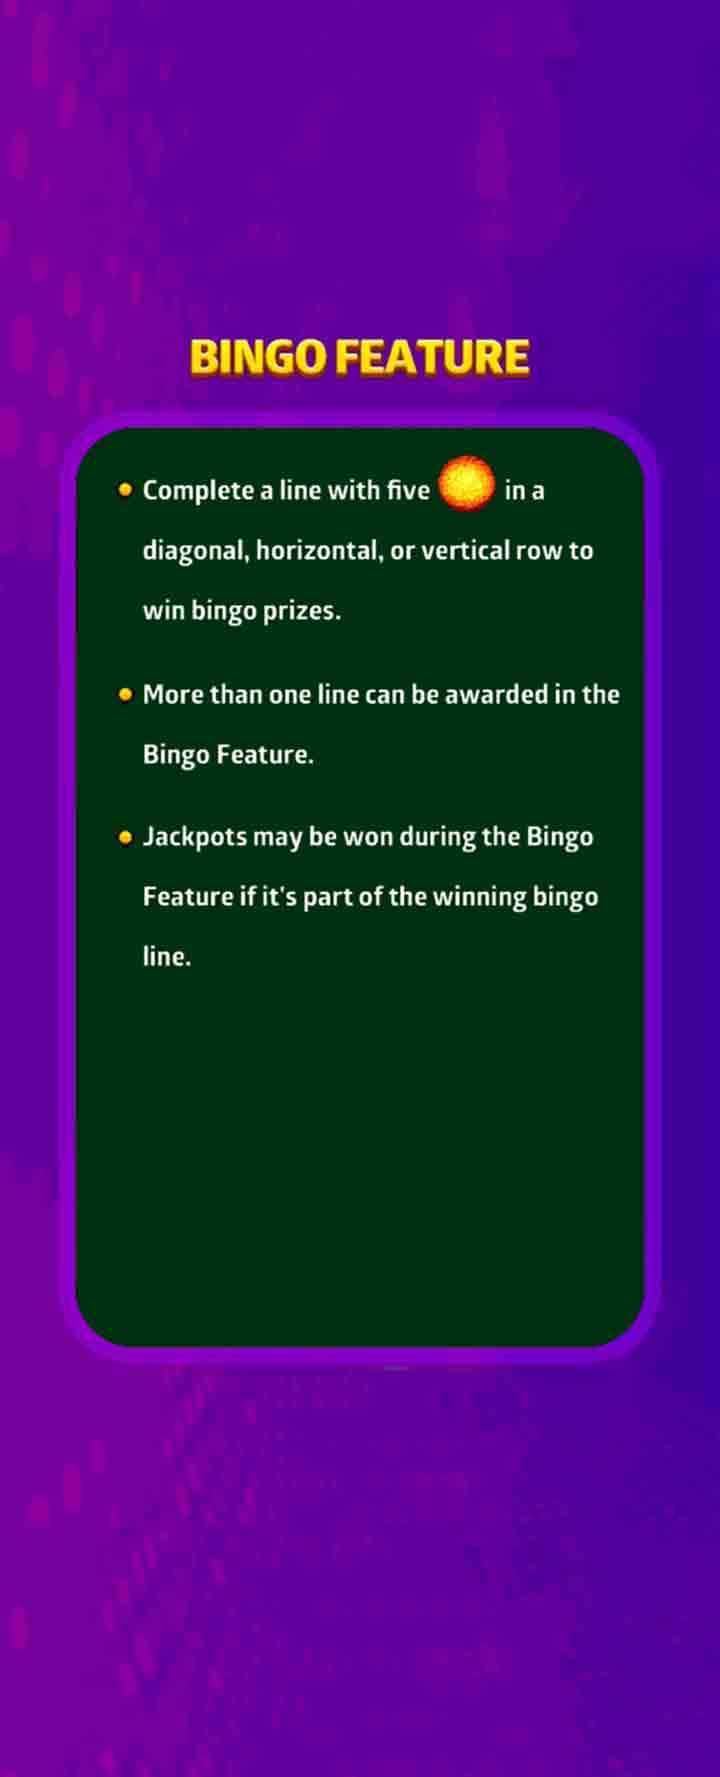 BINGO FEATURE
Complete a line with five in a
diagonal, horizontal, or vertical row to
win bingo prizes.
More than one line can be awarded in the
Bingo Feature.
Jackpots may be won during the Bingo
Feature if it's part of the winning bingo
line.